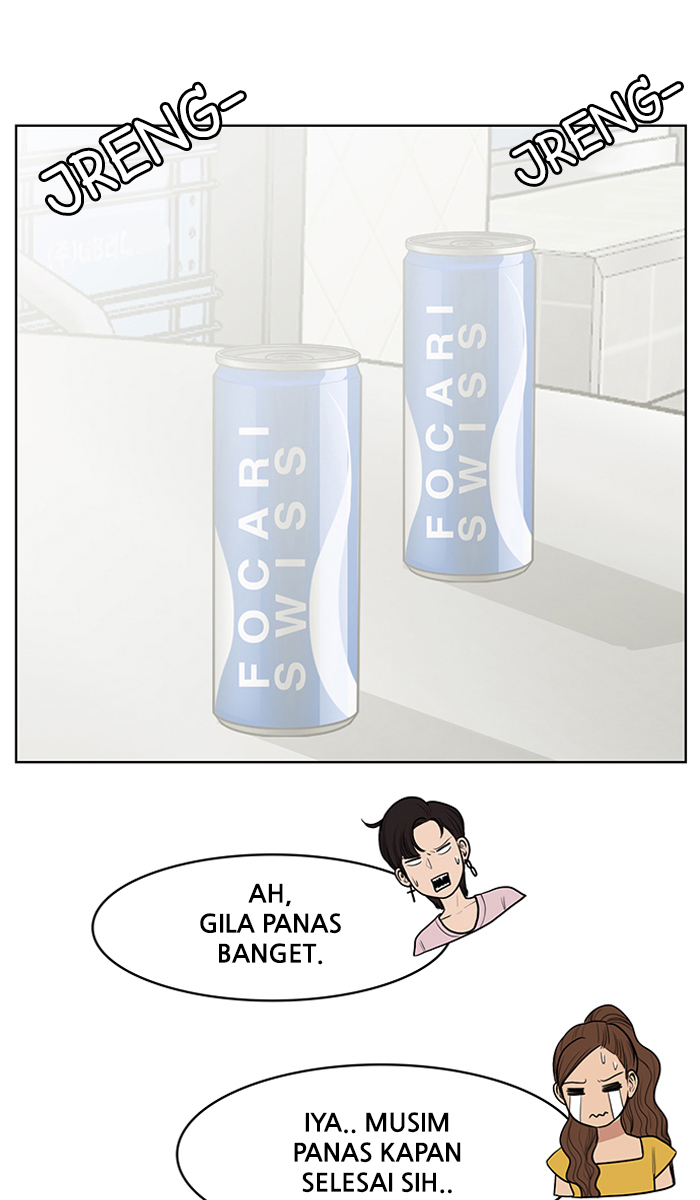 JRENG-
JRENG-
FOCARI
SWISS
FOCARI
SWISS
AH,
GILA PANAS
BANGET.
IYA.. MUSIM
PANAS KAPAN
SELESAI SIH..